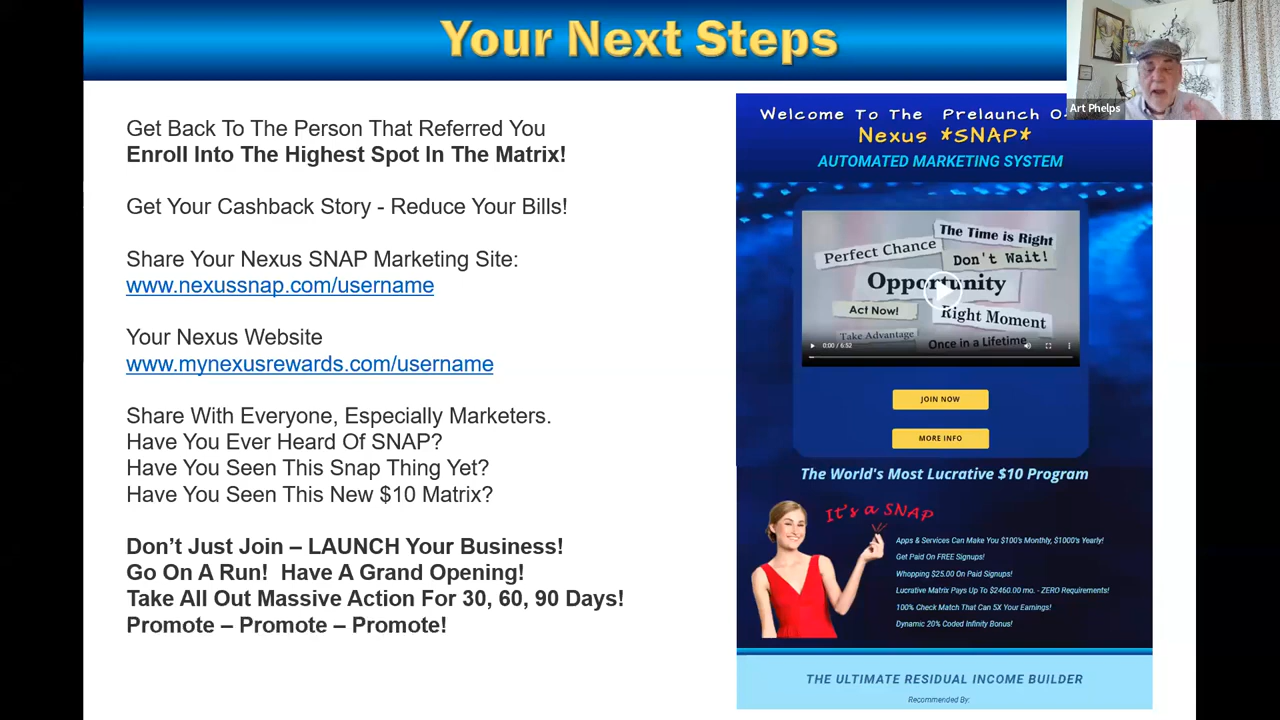 Your Next Steps
Art Phelps
Get Back To The Person That Referred You
Enroll Into The Highest Spot In The Matrix!
Get Your Cashback Story - Reduce Your Bills!
Share Your Nexus SNAP Marketing Site:
www.nexussnap.com/username
Your Nexus Website
www.mynexusrewards.com/username
Share With Everyone, Especially Marketers.
Have You Ever Heard Of SNAP?
Have You Seen This Snap Thing Yet?
Have You Seen This New $10 Matrix?
Don’t Just Join – LAUNCH Your Business!
Go On A Run!  Have A Grand Opening!
Take All Out Massive Action For 30, 60, 90 Days!
Promote – Promote – Promote!
Welcome To The Prelaunch
Nexus *SNAP*
AUTOMATED MARKETING SYSTEM
The Time is Right
Perfect Chance
Don't Wait!
Opportunity
Act Now!
Right Moment
Take Advantage
Once in a Lifetime
0:00 / 6:52
JOIN NOW
MORE INFO
The World's Most Lucrative $10 Program
It's a SNAP
Apps & Services Can Make You $100's Monthly, $1000's Yearly!
Get Paid On FREE Signups!
Whopping $25.00 On Paid Signups!
Lucrative Matrix Pays Up To $2460.00 mo. - ZERO Requirements!
100% Check Match That Can 5X Your Earnings!
Dynamic 20% Coded Infinity Bonus!
THE ULTIMATE RESIDUAL INCOME BUILDER
Recommended By: